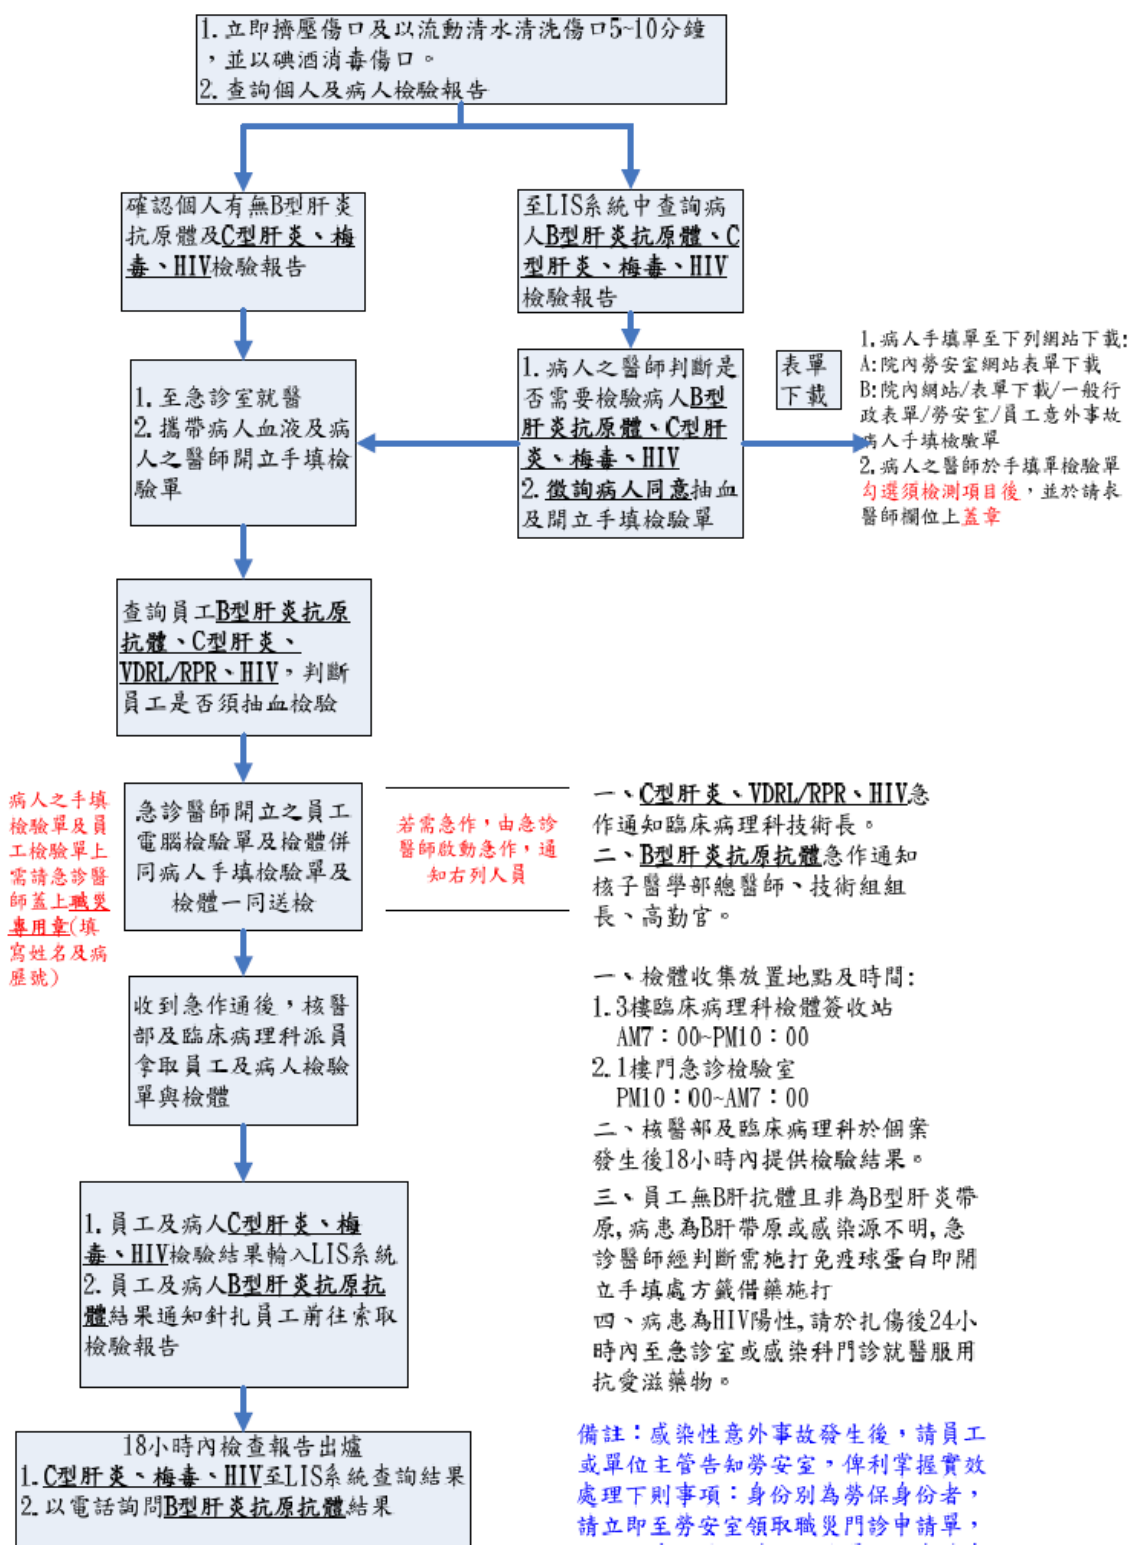 1. 立即擠壓傷口及以流動清水清洗傷口5~10分鐘
，並以碘酒消毒傷口。
2. 查詢個人及病人檢驗報告
確認個人有無B型肝炎
抗原體及C型肝炎、梅
毒、HIV檢驗報告
至LIS系統中查詢病
人B型肝炎抗原體、C
型肝炎、梅毒、HIV
檢驗報告
1. 至急診室就醫
2. 攜帶病人血液及病
人之醫師開立手填檢
驗單
1. 病人之醫師判斷是
否需要檢驗病人B型
肝炎抗原體、C型肝
炎、梅毒、HIV
2. 徵詢病人同意抽血
及開立手填檢驗單
表單
下載
1. 病人手填單至下列網站下載:
A:院內勞安室網站表單下載
B:院內網站/表單下載/一般行
政表單/勞安室/員工意外事故
病人手填檢驗單
2. 病人之醫師於手填單檢驗單
勾選須檢測項目後，並於請表
醫師欄位上蓋章
查詢員工B型肝炎抗原
抗體、C型肝炎、
VDRL/RPR、HIV，判斷
員工是否須抽血檢驗
病人之手填
檢驗單及員
工檢驗單上
需請急診醫
師蓋上職災
專用章(填
寫姓名及病
歷號)
急診醫師開立之員工
電腦檢驗單及檢體併
同病人手填檢驗單及
檢體一同送檢
若需急作，由急診
醫師啟動急作，通
知右列人員
一、C型肝炎、VDRL/RPR、HIV急
作通知臨床病理科技術長。
二、B型肝炎抗原抗體急作通知
核子醫學部總醫師、技術組組
長、高勤官。
收到急作通後，核醫
部及臨床病理科派員
拿取員工及病人檢驗
單與檢體
一、檢體收集放置地點及時間:
1. 3樓臨床病理科檢體簽收站
AM7：00~PM10：00
2. 1樓門急診檢驗室
PM10：00~AM7：00
二、核醫部及臨床病理科於個案
發生後18小時內提供檢驗結果。
三、員工無B肝抗體且非為B型肝炎帶
原,病患為B肝帶原或感染源不明,急
診醫師經判斷需施打免疫球蛋白即開
立手填處方籤借藥施打
四、病患為HIV陽性,請於扎傷後24小
時內至急診室或感染科門診就醫服用
抗愛滋藥物。
1. 員工及病人C型肝炎、梅
毒、HIV檢驗結果輸入LIS系統
2. 員工及病人B型肝炎抗原抗
體結果通知針扎員工前往索取
檢驗報告
18小時內檢查報告出爐
1. C型肝炎、梅毒、HIV至LIS系統查詢結果
2. 以電話詢問B型肝炎抗原抗體結果
備註：感染性意外事故發生後，請員工
或單位主管告知勞安室，俾利掌握實效
處理下則事項：身份別為勞保身份者，
請立即至勞安室領取職災門診申請單，